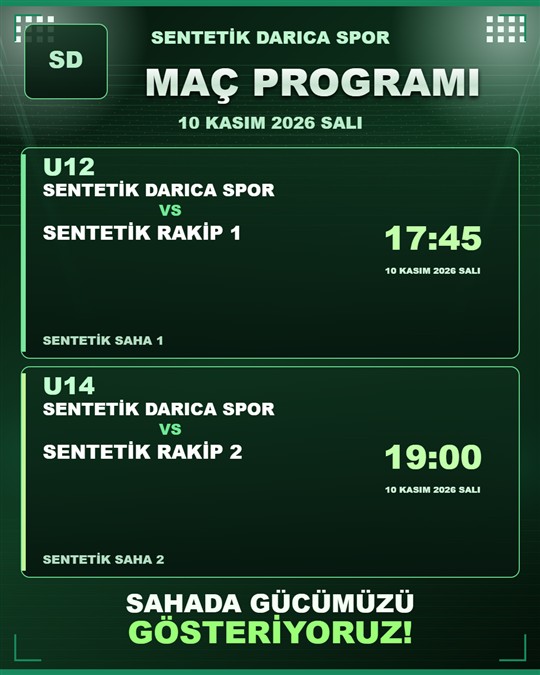 SD
SENTETİK DARICA SPOR
MAÇ PROGRAMI
10 KASIM 2026 SALI
U12
SENTETİK DARICA SPOR
VS
SENTETİK RAKİP 1
17:45
10 KASIM 2026 SALI
SENTETİK SAHA 1
U14
SENTETİK DARICA SPOR
VS
SENTETİK RAKİP 2
19:00
10 KASIM 2026 SALI
SENTETİK SAHA 2
SAHADA GÜCÜMÜZÜ
GÖSTERİYORUZ!